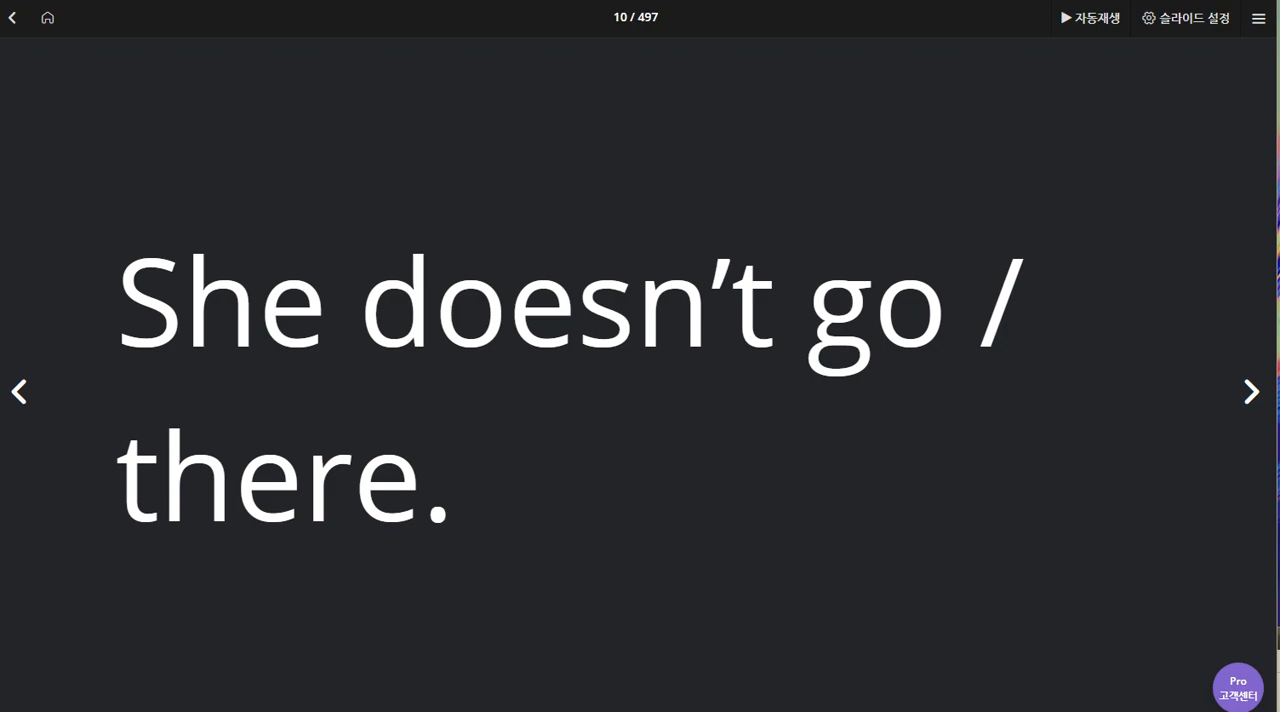 10 / 497
▶ 자동재생
슬라이드 설정
She doesn’t go /
there.
Pro
고객센터